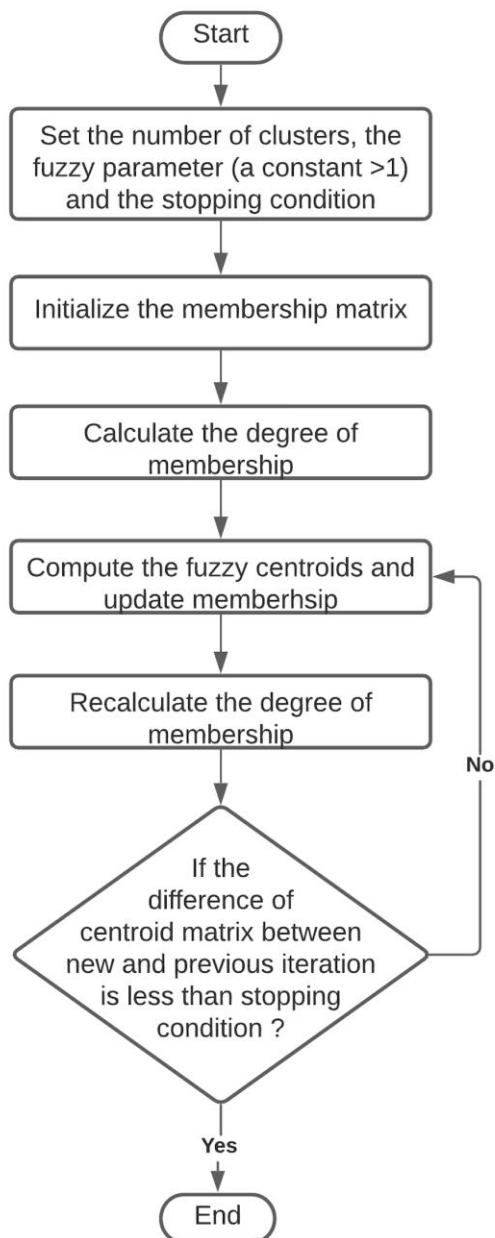 Start
Set the number of clusters, the
fuzzy parameter (a constant >1)
and the stopping condition
Initialize the membership matrix
Calculate the degree of
membership
Compute the fuzzy centroids and
update memberhsip
Recalculate the degree of
membership
No
If the
difference of
centroid matrix between
new and previous iteration
is less than stopping
condition ?
Yes
End